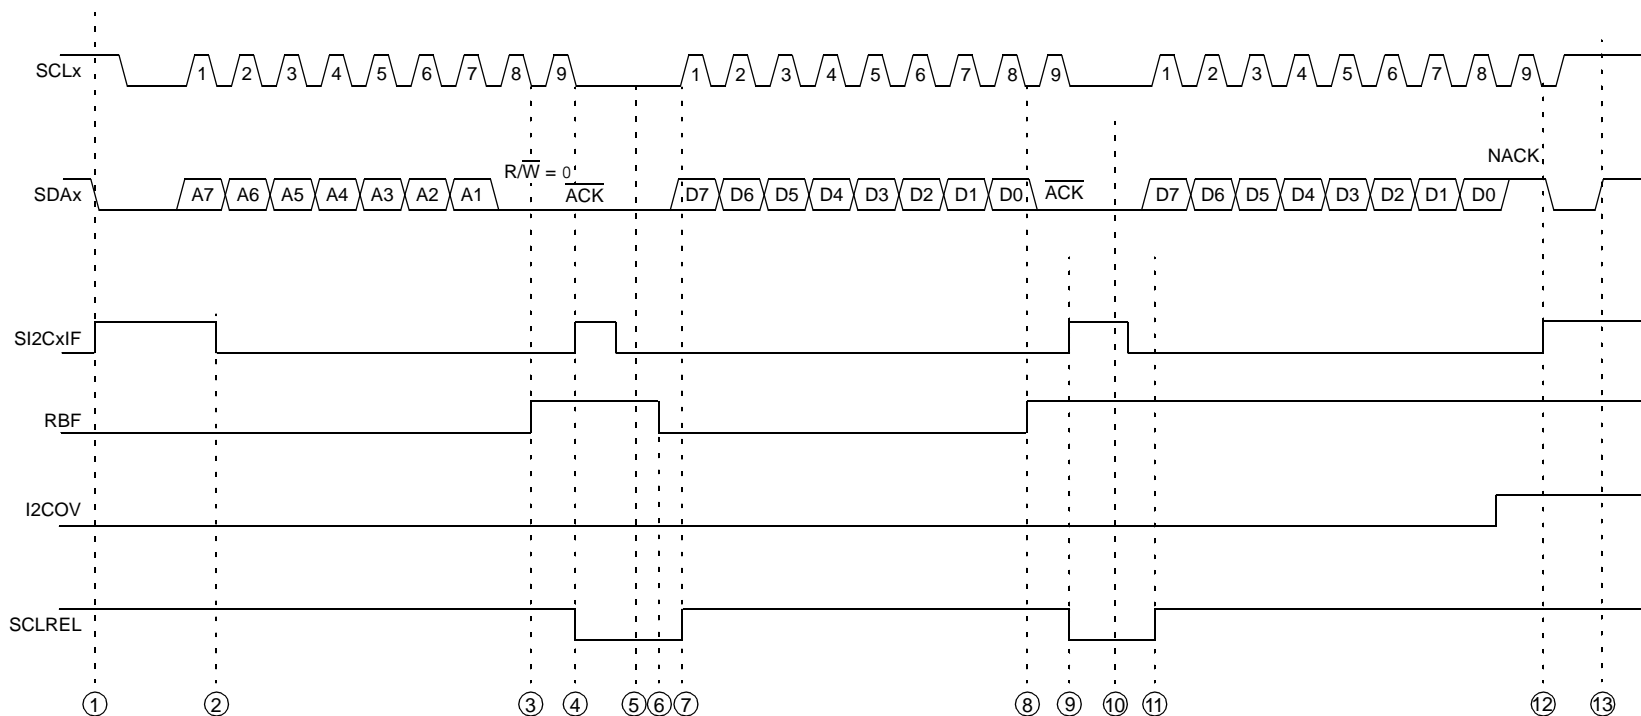 SCLx
1 2 3 4 5 6 7 8 9 1 2 3 4 5 6 7 8 9 1 2 3 4 5 6 7 8 9
NACK
R/W̅ = 0
SDAx
A7 A6 A5 A4 A3 A2 A1 A̅C̅K̅ D7 D6 D5 D4 D3 D2 D1 D0 A̅C̅K̅ D7 D6 D5 D4 D3 D2 D1 D0
SI2CxIF
RBF
I2COV
SCLREL
1 2 3 4 5 6 7 8 9 10 11 12 13